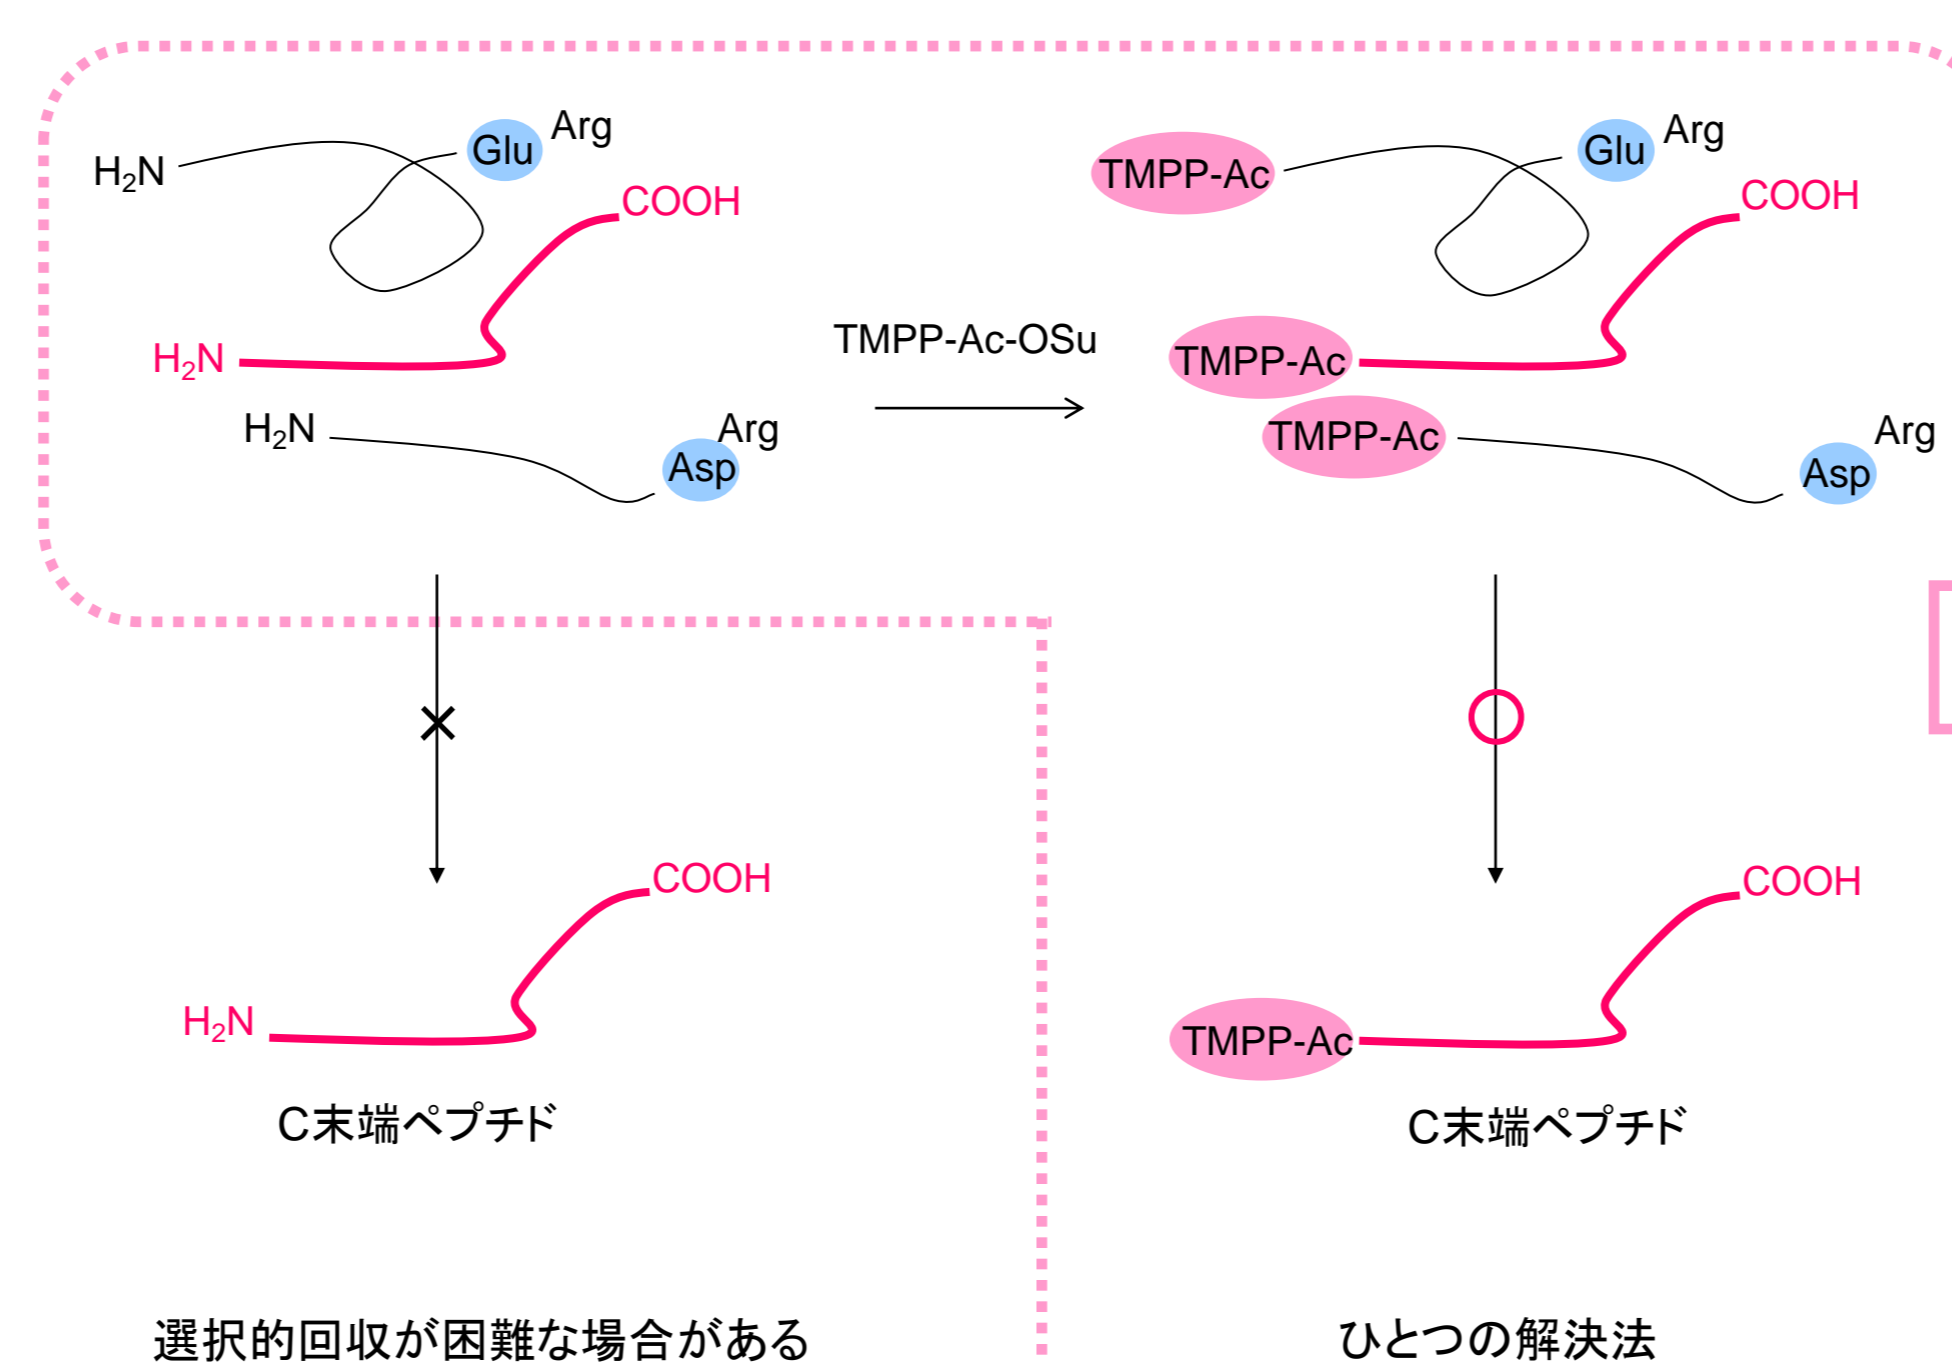 H₂N
Glu
Arg
COOH
H₂N
H₂N
Asp
Arg
TMPP-Ac-OSu
TMPP-Ac
Glu
Arg
COOH
TMPP-Ac
TMPP-Ac
Asp
Arg
COOH
H₂N
C末端ペプチド
選択的回収が困難な場合がある
COOH
TMPP-Ac
C末端ペプチド
ひとつの解決法